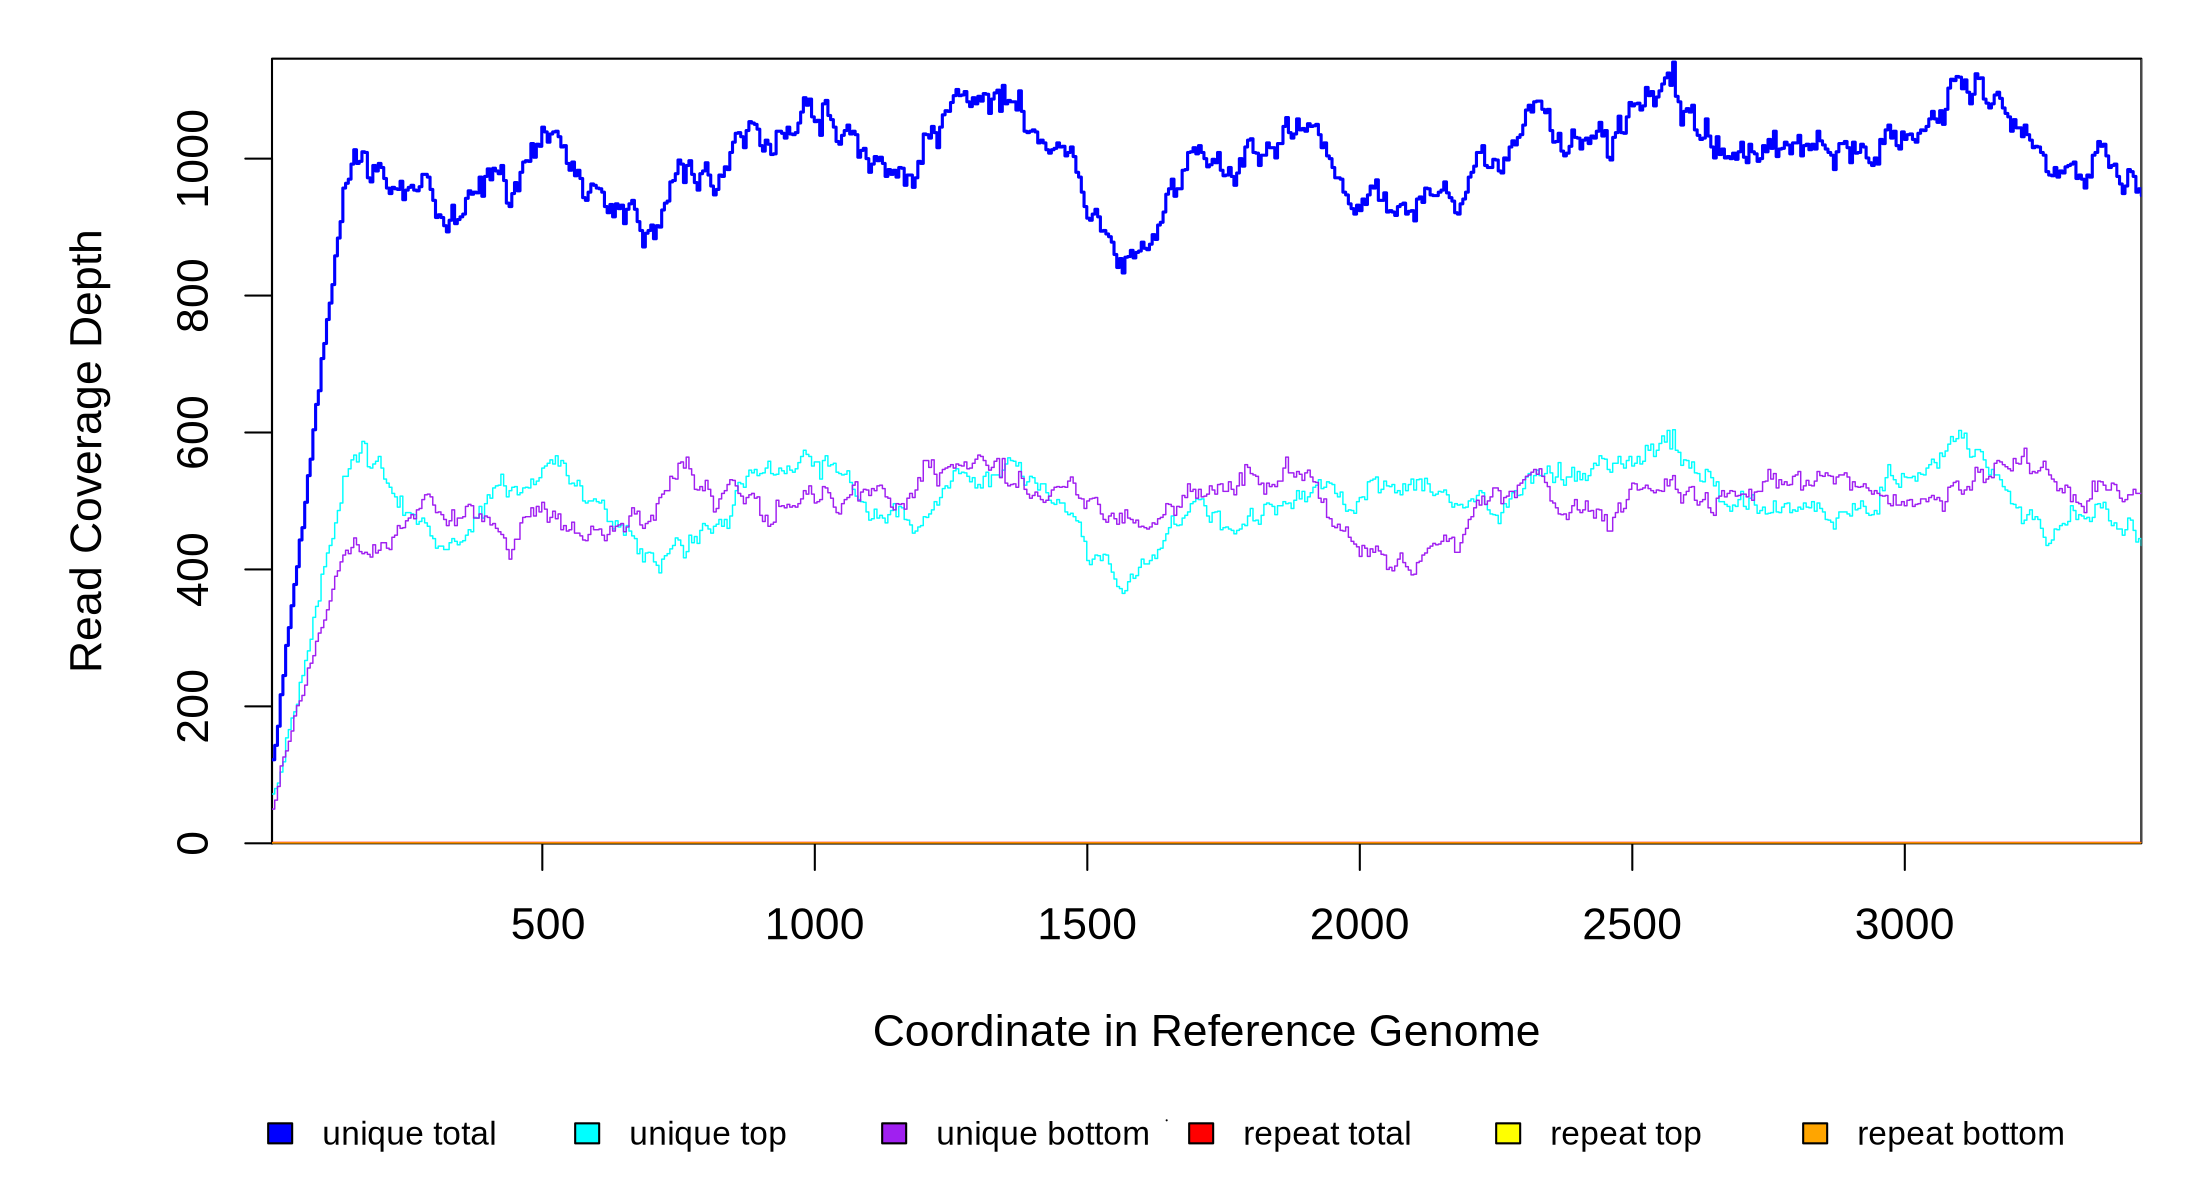 Read Coverage Depth
1000
800
600
400
200
0
500 1000 1500 2000 2500 3000
Coordinate in Reference Genome
unique total unique top unique bottom repeat total repeat top repeat bottom